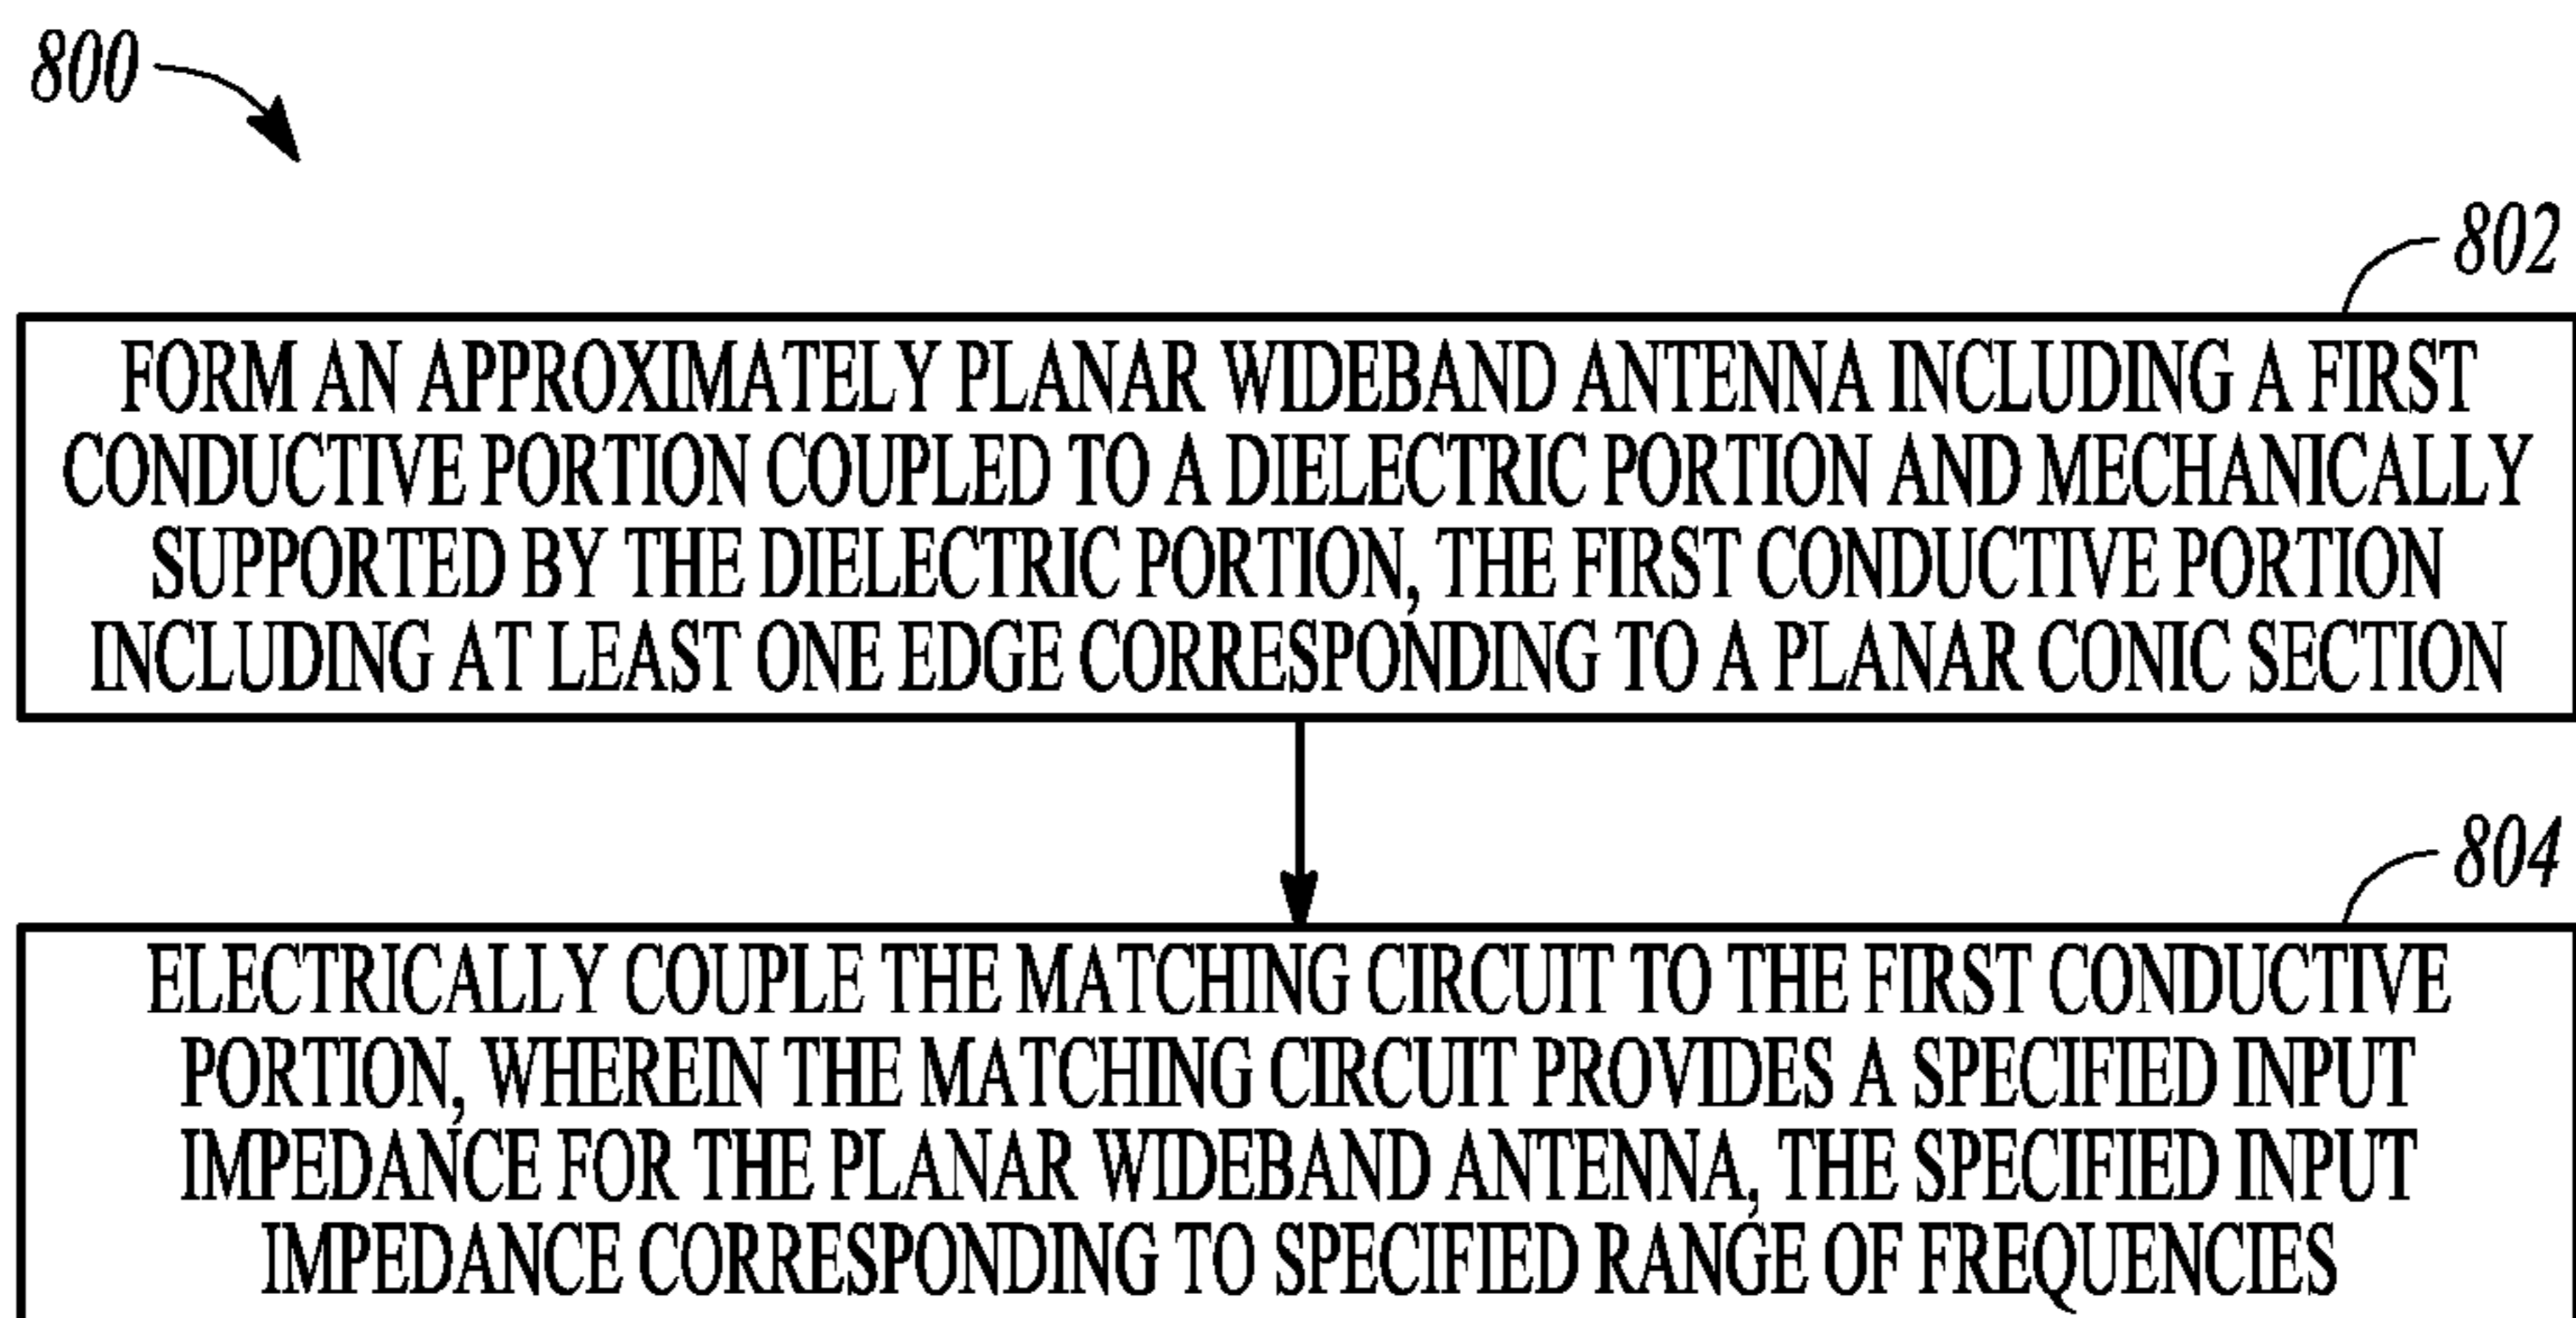 800
802
FORM AN APPROXIMATELY PLANAR WIDEBAND ANTENNA INCLUDING A FIRST
CONDUCTIVE PORTION COUPLED TO A DIELECTRIC PORTION AND MECHANICALLY
SUPPORTED BY THE DIELECTRIC PORTION, THE FIRST CONDUCTIVE PORTION
INCLUDING AT LEAST ONE EDGE CORRESPONDING TO A PLANAR CONIC SECTION
804
ELECTRICALLY COUPLE THE MATCHING CIRCUIT TO THE FIRST CONDUCTIVE
PORTION, WHEREIN THE MATCHING CIRCUIT PROVIDES A SPECIFIED INPUT
IMPEDANCE FOR THE PLANAR WIDEBAND ANTENNA, THE SPECIFIED INPUT
IMPEDANCE CORRESPONDING TO SPECIFIED RANGE OF FREQUENCIES